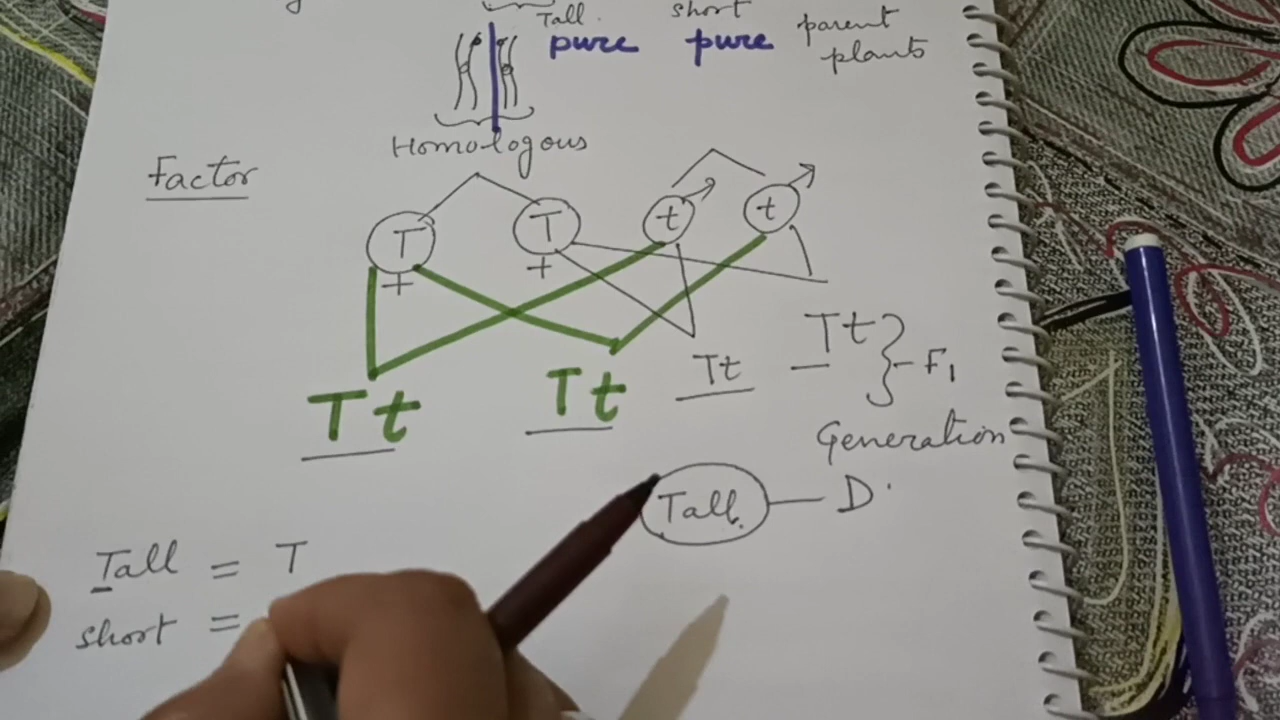 Tall short parent
pure pure plants
Homologous
Factor
T T t t
+ +
Tt Tt Tt Tt } - F1
Generation
Tall — D
Tall = T
short =